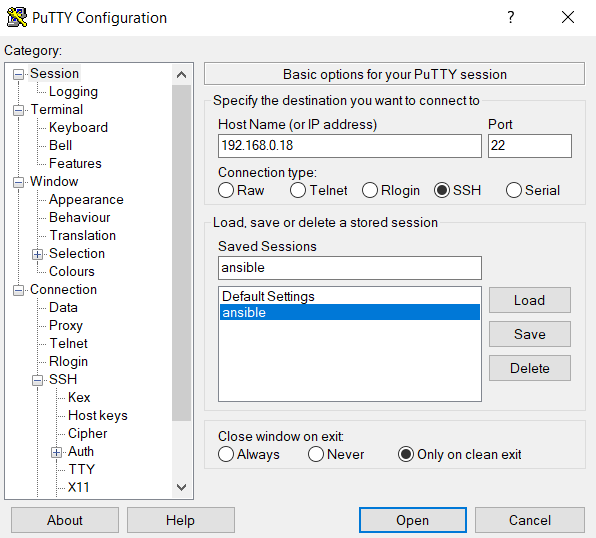 PuTTY Configuration
?
Category:
Session
Logging
Terminal
Keyboard
Bell
Features
Window
Appearance
Behaviour
Translation
Selection
Colours
Connection
Data
Proxy
Telnet
Rlogin
SSH
Kex
Host keys
Cipher
Auth
TTY
X11
Basic options for your PuTTY session
Specify the destination you want to connect to
Host Name (or IP address) Port
192.168.0.18 22
Connection type:
Raw Telnet Rlogin SSH Serial
Load, save or delete a stored session
Saved Sessions
ansible
Default Settings
ansible
Load
Save
Delete
Close window on exit:
Always Never Only on clean exit
About Help Open Cancel